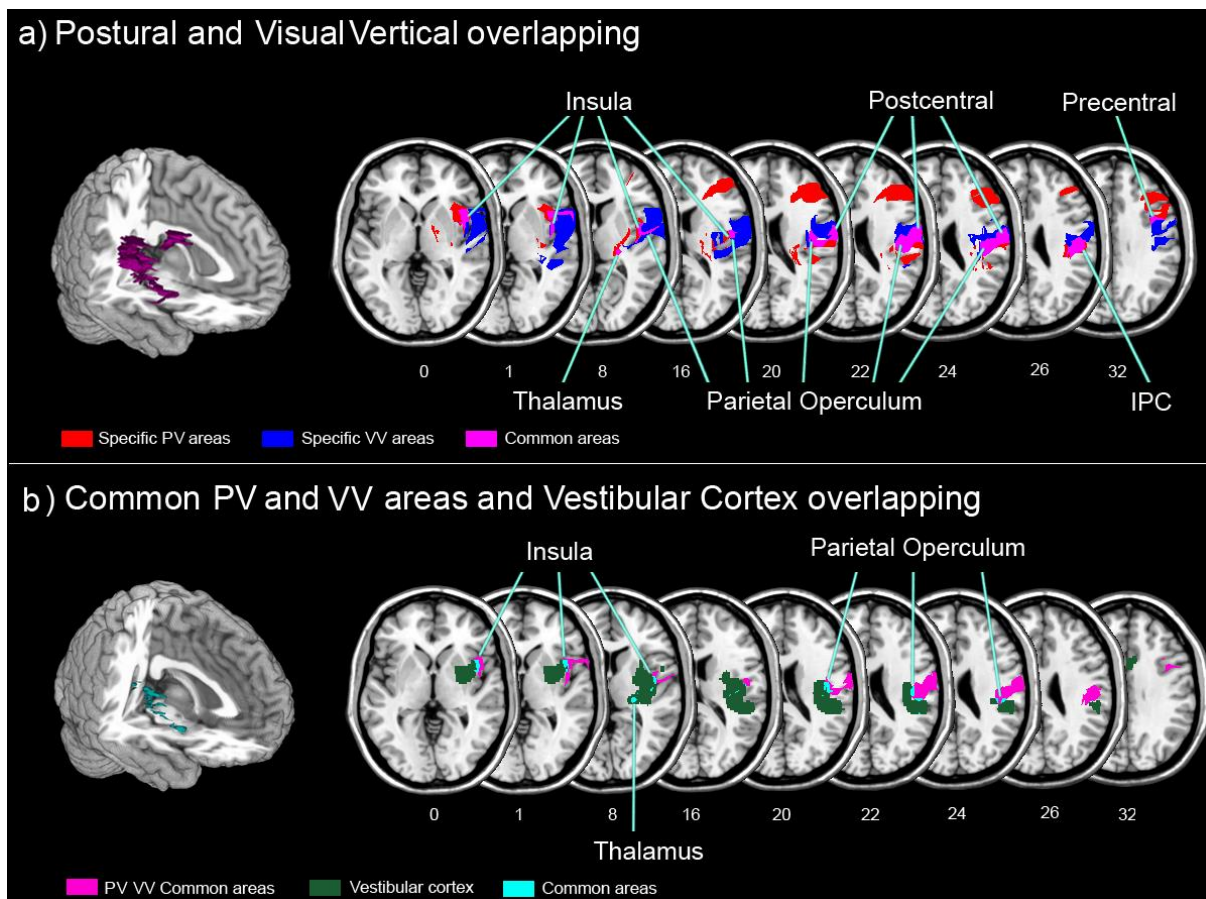 a) Postural and Visual Vertical overlapping
Insula
Postcentral
Precentral
0 1 8 16 20 22 24 26 32
Thalamus
Parietal Operculum
IPC
Specific PV areas
Specific VV areas
Common areas
b) Common PV and VV areas and Vestibular Cortex overlapping
Insula
Parietal Operculum
0 1 8 16 20 22 24 26 32
Thalamus
PV VV Common areas
Vestibular cortex
Common areas